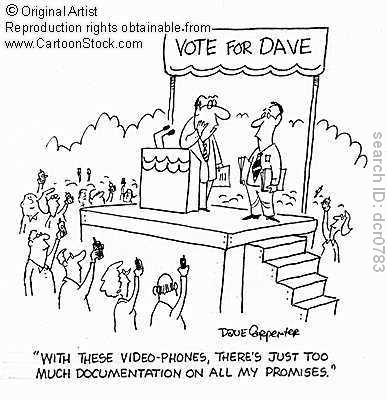 © Original Artist
Reproduction rights obtainable from
www.CartoonStock.com
VOTE FOR DAVE
search ID: dcr0783
Dave Carpenter
"WITH THESE VIDEO-PHONES, THERE'S JUST TOO
MUCH DOCUMENTATION ON ALL MY PROMISES."